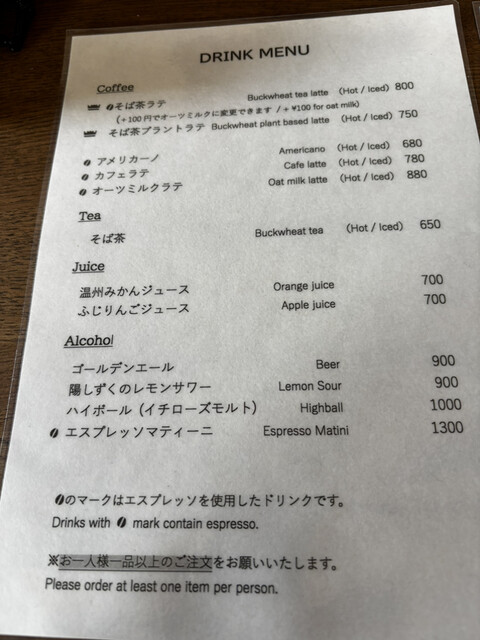 DRINK MENU
Coffee
そば茶ラテ Buckwheat tea latte (Hot / Iced) 800
(+100円でオーツミルクに変更できます / + ¥100 for oat milk)
そば茶プラントラテ Buckwheat plant based latte (Hot / Iced) 750
アメリカーノ Americano (Hot / Iced) 680
カフェラテ Cafe latte (Hot / Iced) 780
オーツミルクラテ Oat milk latte (Hot / Iced) 880
Tea
そば茶 Buckwheat tea (Hot / Iced) 650
Juice
温州みかんジュース Orange juice 700
ふじりんごジュース Apple juice 700
Alcohol
ゴールデンエール Beer 900
陽しずくのレモンサワー Lemon Sour 900
ハイボール (イチローズモルト) Highball 1000
エスプレッソマティーニ Espresso Matini 1300
のマークはエスプレッソを使用したドリンクです。
Drinks with mark contain espresso.
※お一人様一品以上のご注文をお願いいたします。
Please order at least one item per person.